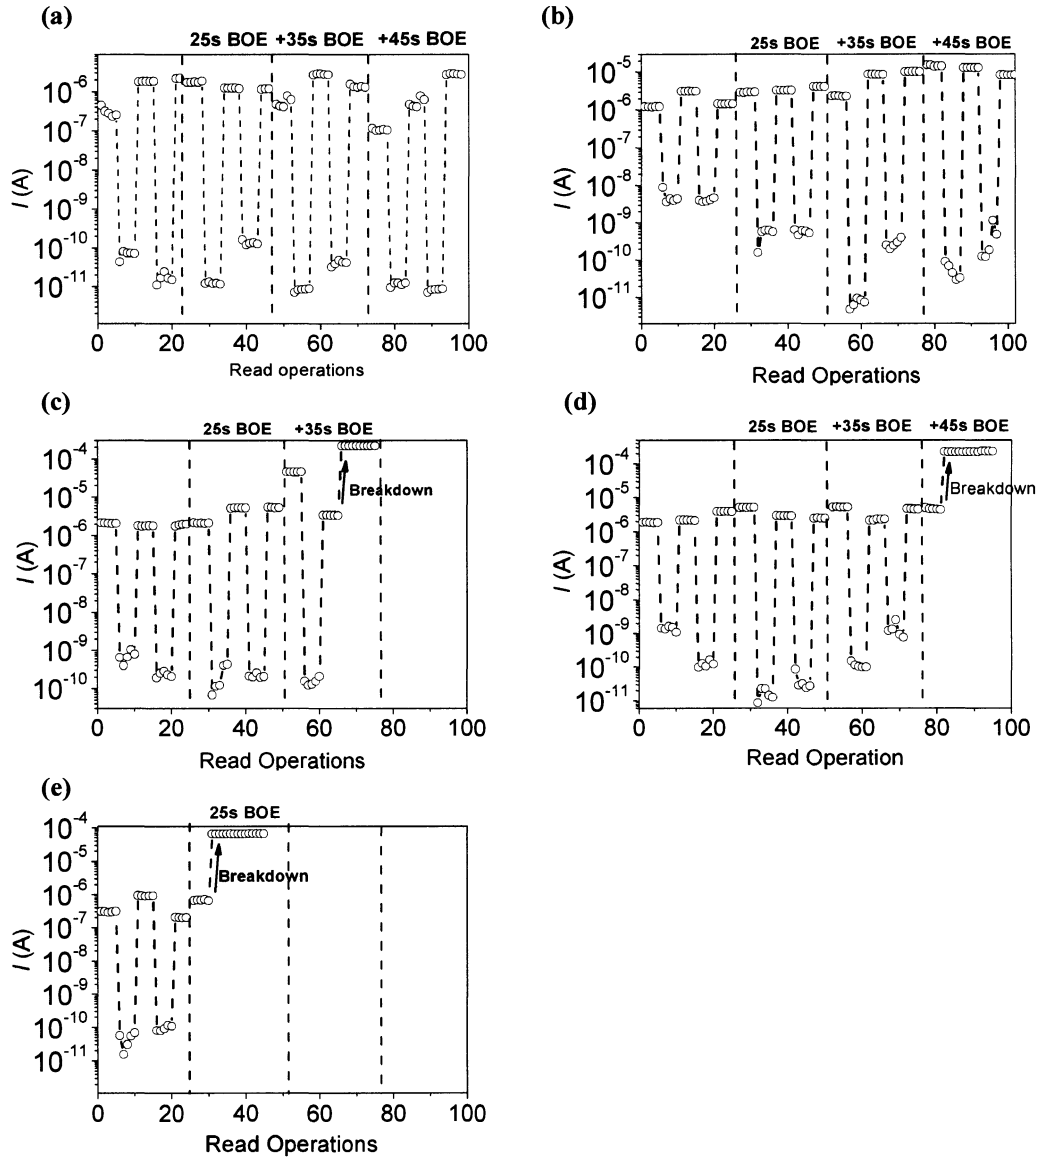 (a)
25s BOE +35s BOE +45s BOE
I (A)
10⁻⁶
10⁻⁷
10⁻⁸
10⁻⁹
10⁻¹⁰
10⁻¹¹
0 20 40 60 80 100
Read operations
(b)
25s BOE +35s BOE +45s BOE
I (A)
10⁻⁵
10⁻⁶
10⁻⁷
10⁻⁸
10⁻⁹
10⁻¹⁰
10⁻¹¹
0 20 40 60 80 100
Read Operations
(c)
25s BOE +35s BOE
I (A)
10⁻⁴
10⁻⁵
10⁻⁶
10⁻⁷
10⁻⁸
10⁻⁹
10⁻¹⁰
Breakdown
0 20 40 60 80 100
Read Operations
(d)
25s BOE +35s BOE +45s BOE
I (A)
10⁻⁴
10⁻⁵
10⁻⁶
10⁻⁷
10⁻⁸
10⁻⁹
10⁻¹⁰
10⁻¹¹
Breakdown
0 20 40 60 80 100
Read Operation
(e)
25s BOE
I (A)
10⁻⁴
10⁻⁵
10⁻⁶
10⁻⁷
10⁻⁸
10⁻⁹
10⁻¹⁰
10⁻¹¹
Breakdown
0 20 40 60 80 100
Read Operations